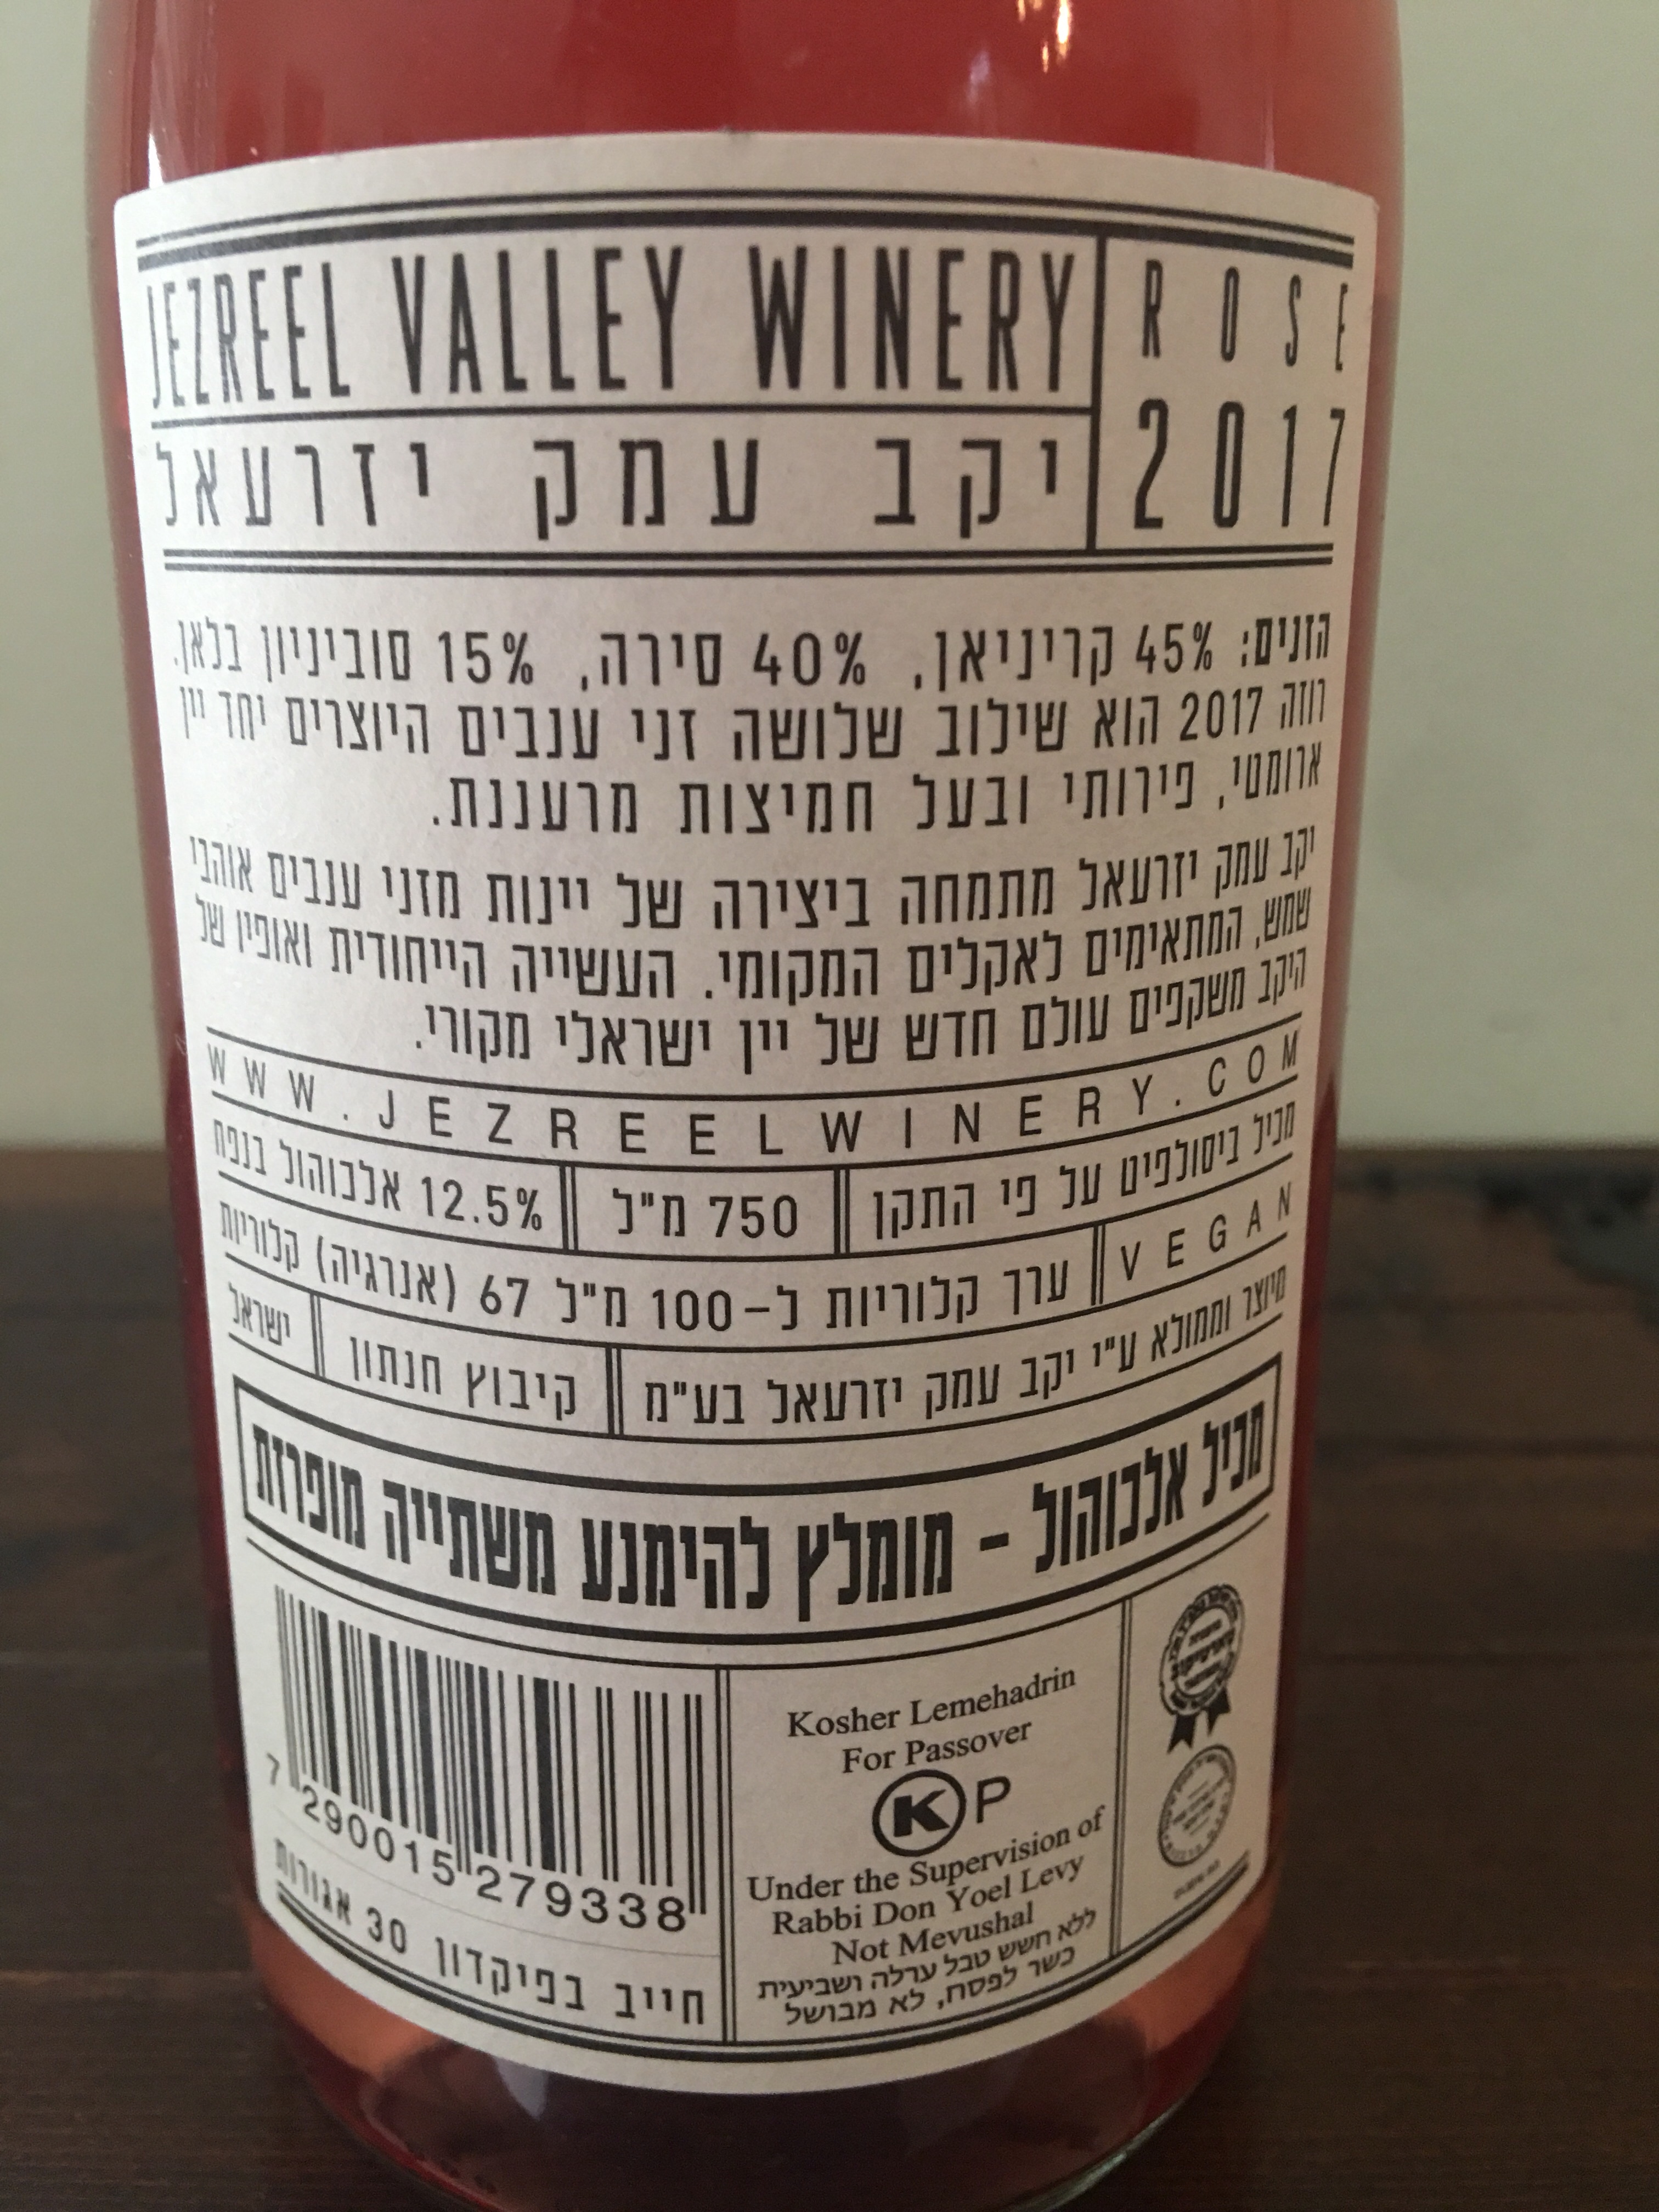 JEZREEL VALLEY WINERY
יקב עמק יזרעאל
ROSE
2017
הזנים: 45% קריניאן, 40% סירה, 15% סוביניון בלאן.
רוזה 2017 הוא שילוב שלושה זני ענבים היוצרים יחד יין
ארומטי, פירותי ובעל חמיצות מרעננת.
יקב עמק יזרעאל מתמחה ביצירה של יינות מזני ענבים אוהבי
שמש, המתאימים לאקלים המקומי. העשייה הייחודית ואופין של
היקב משקפים עולם חדש של יין ישראלי מקורי.
WWW.JEZREELWINERY.COM
מכיל ביסולפיט על פי התקן 750 מ"ל 12.5% אלכוהול בנפח
VEGAN ערך קלוריות ל-100 מ"ל 67 (אנרגיה) קלוריות
מיוצר וממולא ע"י יקב עמק יזרעאל בע"מ קיבוץ חנתון ישראל
מכיל אלכוהול - מומלץ להימנע משתייה מופרזת
7 290015 279338
חייב בפיקדון 30 אגורות
Kosher Lemehadrin
For Passover
K P
Under the Supervision of
Rabbi Don Yoel Levy
Not Mevushal
ללא חשש טבל ערלה ושביעית
כשר לפסח, לא מבושל